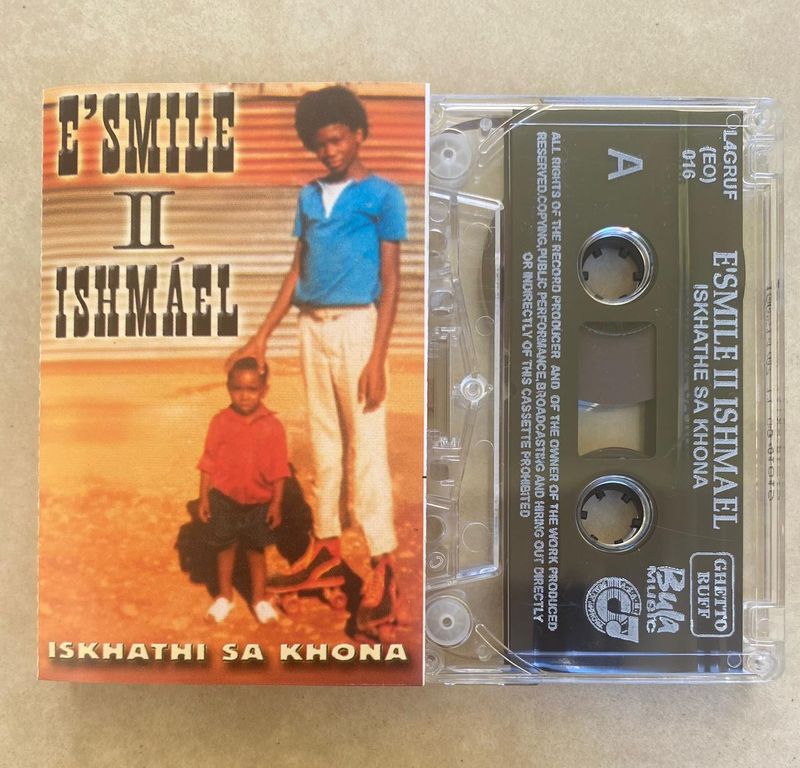 E'SMILE
II
ISHMÁEL
ISKHATHI SA KHONA
L4GRUF
(EO)
016
E'SMILE II ISHMAEL
ISKHATHE SA KHONA
A
ALL RIGHTS OF THE RECORD PRODUCER AND OF THE OWNER OF THE WORK PRODUCED
RESERVED.COPYING,PUBLIC PERFORMANCE,BROADCASTING AND HIRING OUT DIRECTLY
OR INDIRECTLY OF THIS CASSETTE PROHIBITED
GHETTO
RUFF
Bula
MUSIC